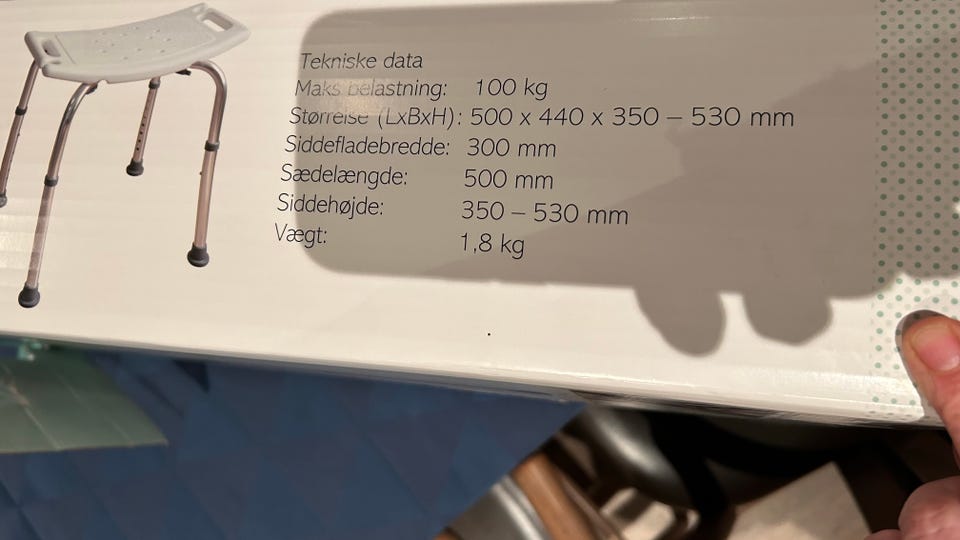 Tekniske data
Maks belastning: 100 kg
Størrelse (LxBxH): 500 x 440 x 350 – 530 mm
Siddefladebredde: 300 mm
Sædelængde: 500 mm
Siddehøjde: 350 – 530 mm
Vægt: 1,8 kg